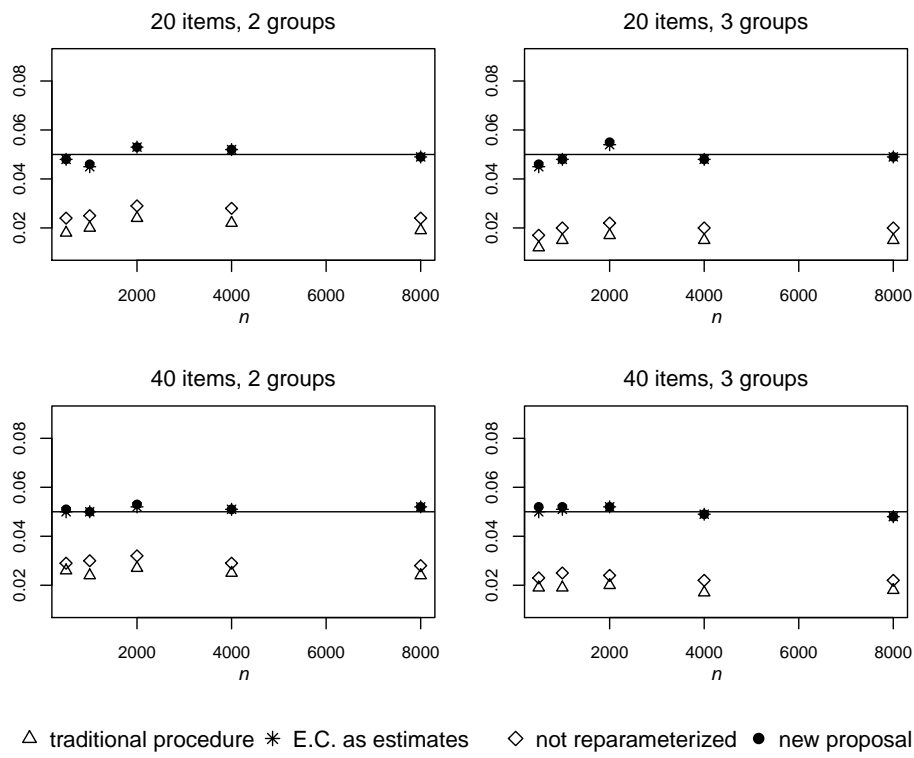 20 items, 2 groups
0.02 0.04 0.06 0.08
2000 4000 6000 8000
n
20 items, 3 groups
0.02 0.04 0.06 0.08
2000 4000 6000 8000
n
40 items, 2 groups
0.02 0.04 0.06 0.08
2000 4000 6000 8000
n
40 items, 3 groups
0.02 0.04 0.06 0.08
2000 4000 6000 8000
n
traditional procedure E.C. as estimates not reparameterized new proposal